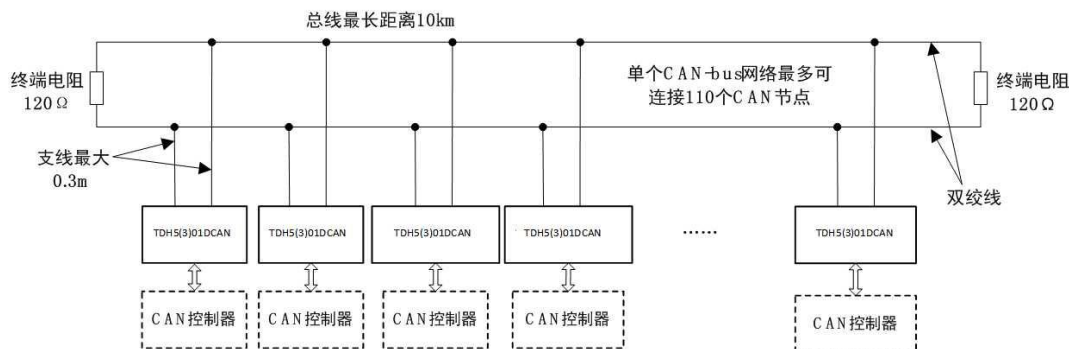 总线最长距离10km
终端电阻
120Ω
单个CAN-bus网络最多可
连接110个CAN节点
终端电阻
120Ω
支线最大
0.3m
双绞线
TDH5(3)01DCAN
TDH5(3)01DCAN
TDH5(3)01DCAN
TDH5(3)01DCAN
……
TDH5(3)01DCAN
CAN控制器
CAN控制器
CAN控制器
CAN控制器
CAN控制器